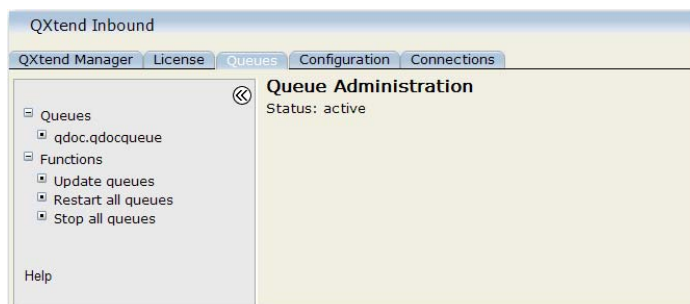 QXtend Inbound
QXtend Manager License Queues Configuration Connections
Queues
qdoc.qdocqueue
Functions
Update queues
Restart all queues
Stop all queues
Help
Queue Administration
Status: active